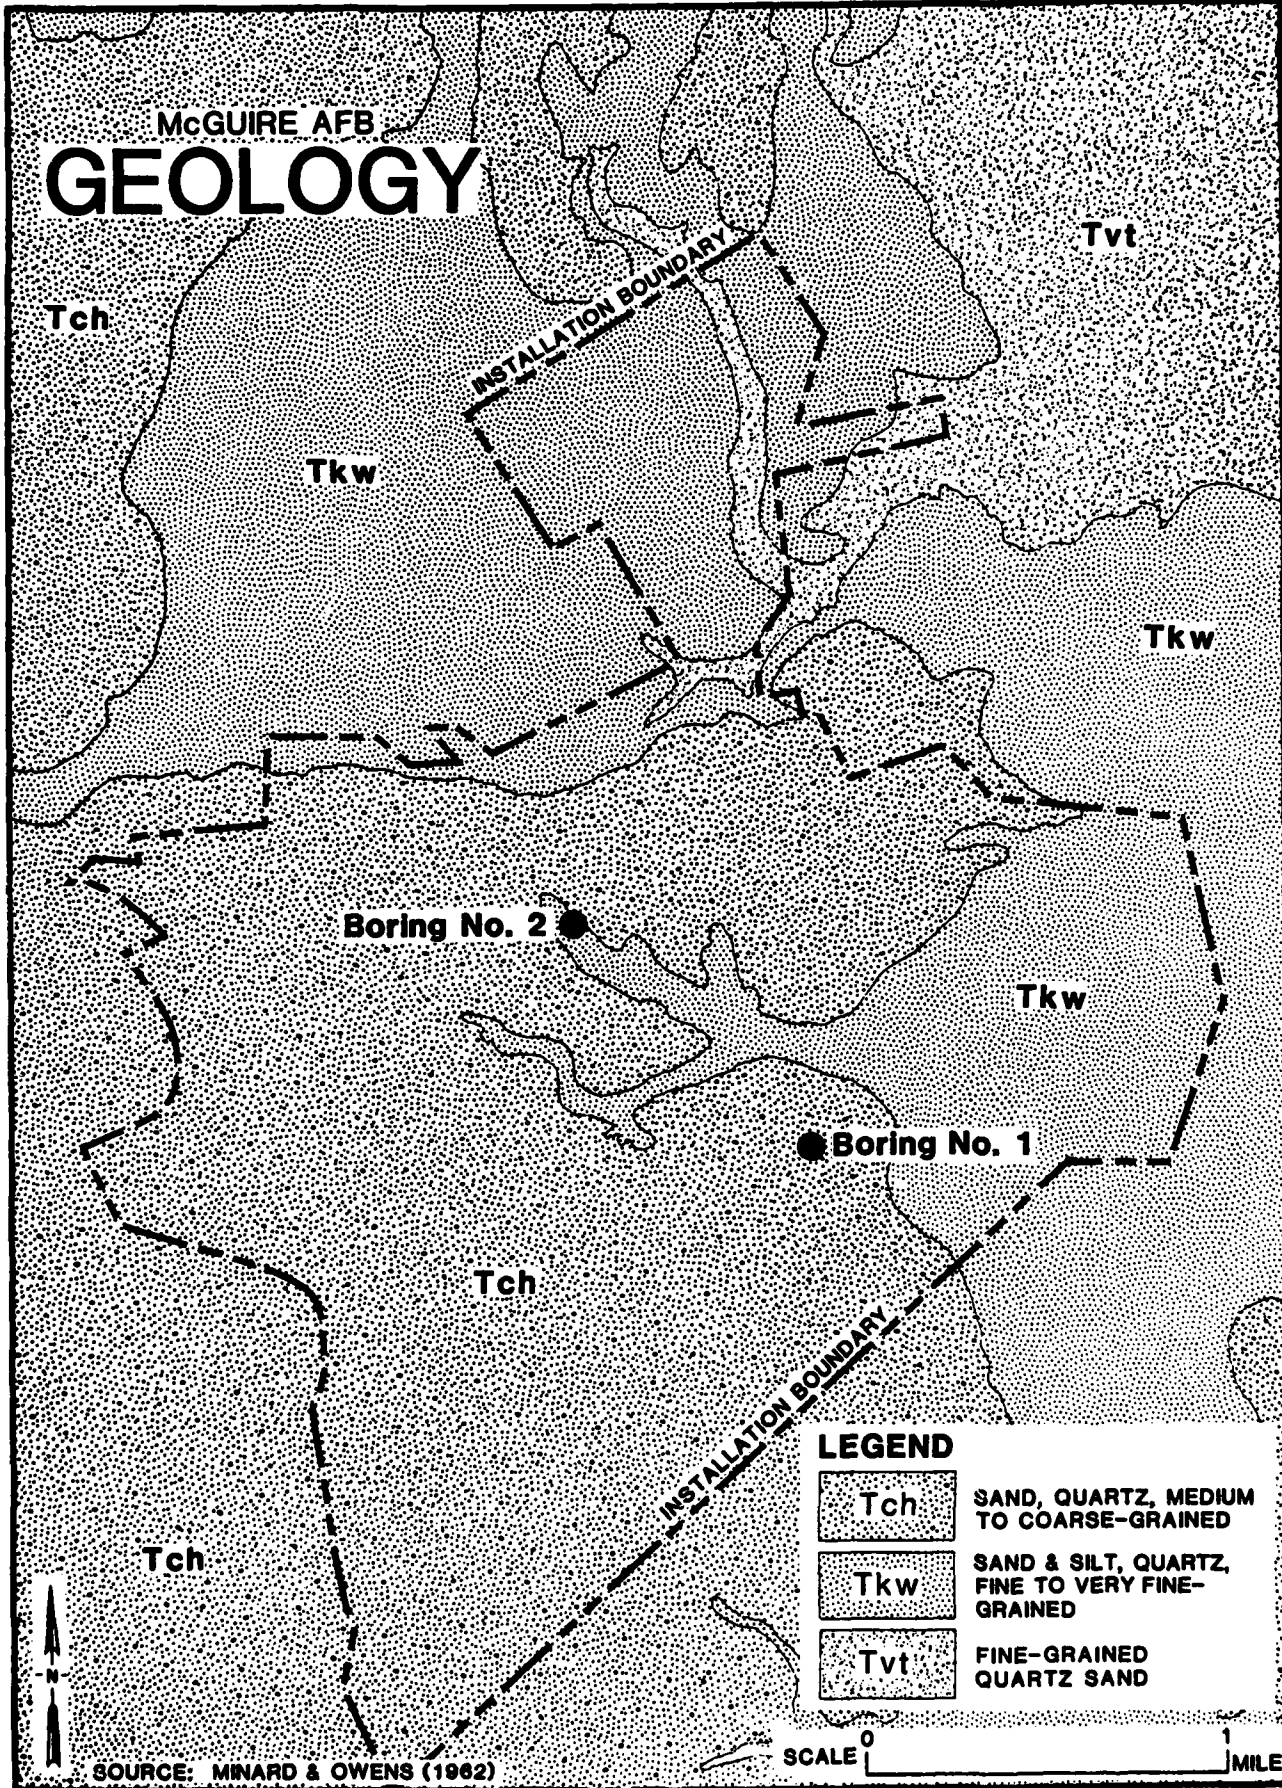 McGUIRE AFB
GEOLOGY
Tvt
INSTALLATION BOUNDARY
Tch
Tkw
Tkw
Boring No. 2
Tkw
Boring No. 1
Tch
INSTALLATION BOUNDARY
Tch
LEGEND
Tch SAND, QUARTZ, MEDIUM
TO COARSE-GRAINED
Tkw SAND & SILT, QUARTZ,
FINE TO VERY FINE-
GRAINED
Tvt FINE-GRAINED
QUARTZ SAND
N
SCALE 0 1 MILE
SOURCE: MINARD & OWENS (1962)